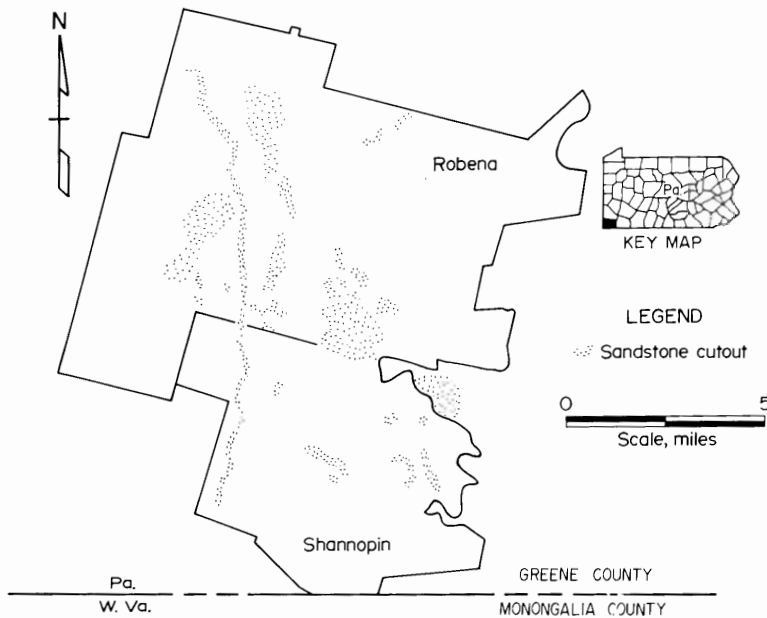 N
Robena
Pa.
KEY MAP
LEGEND
Sandstone cutout
0 5
Scale, miles
Shannopin
Pa.
GREENE COUNTY
W. Va.
MONONGALIA COUNTY